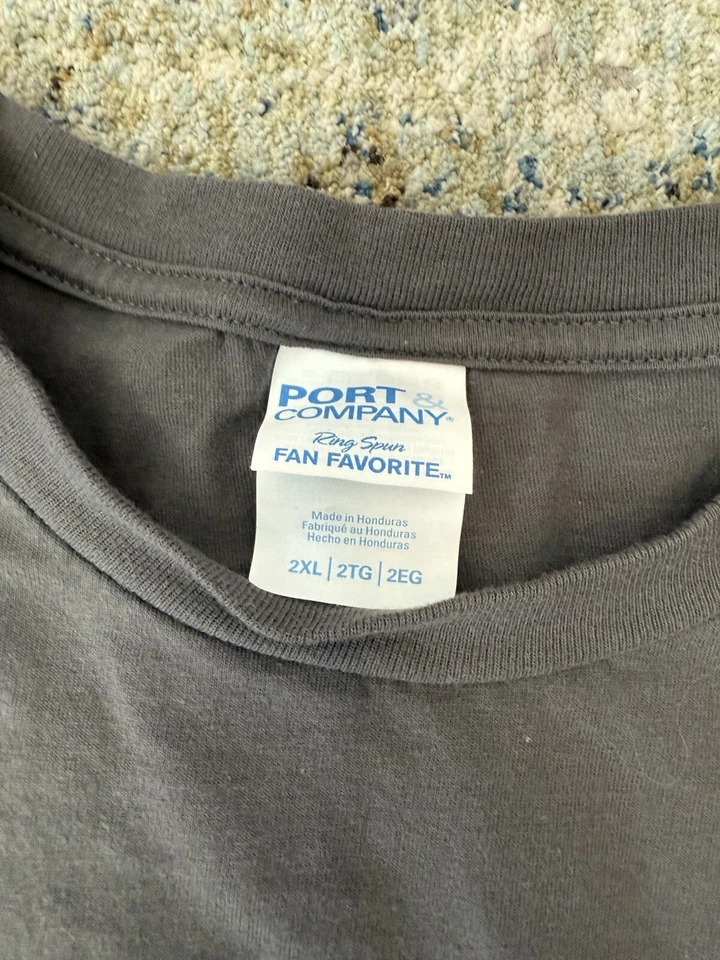 PORT &
COMPANY®
Ring Spun
FAN FAVORITE™
Made in Honduras
Fabriqué au Honduras
Hecho en Honduras
2XL | 2TG | 2EG